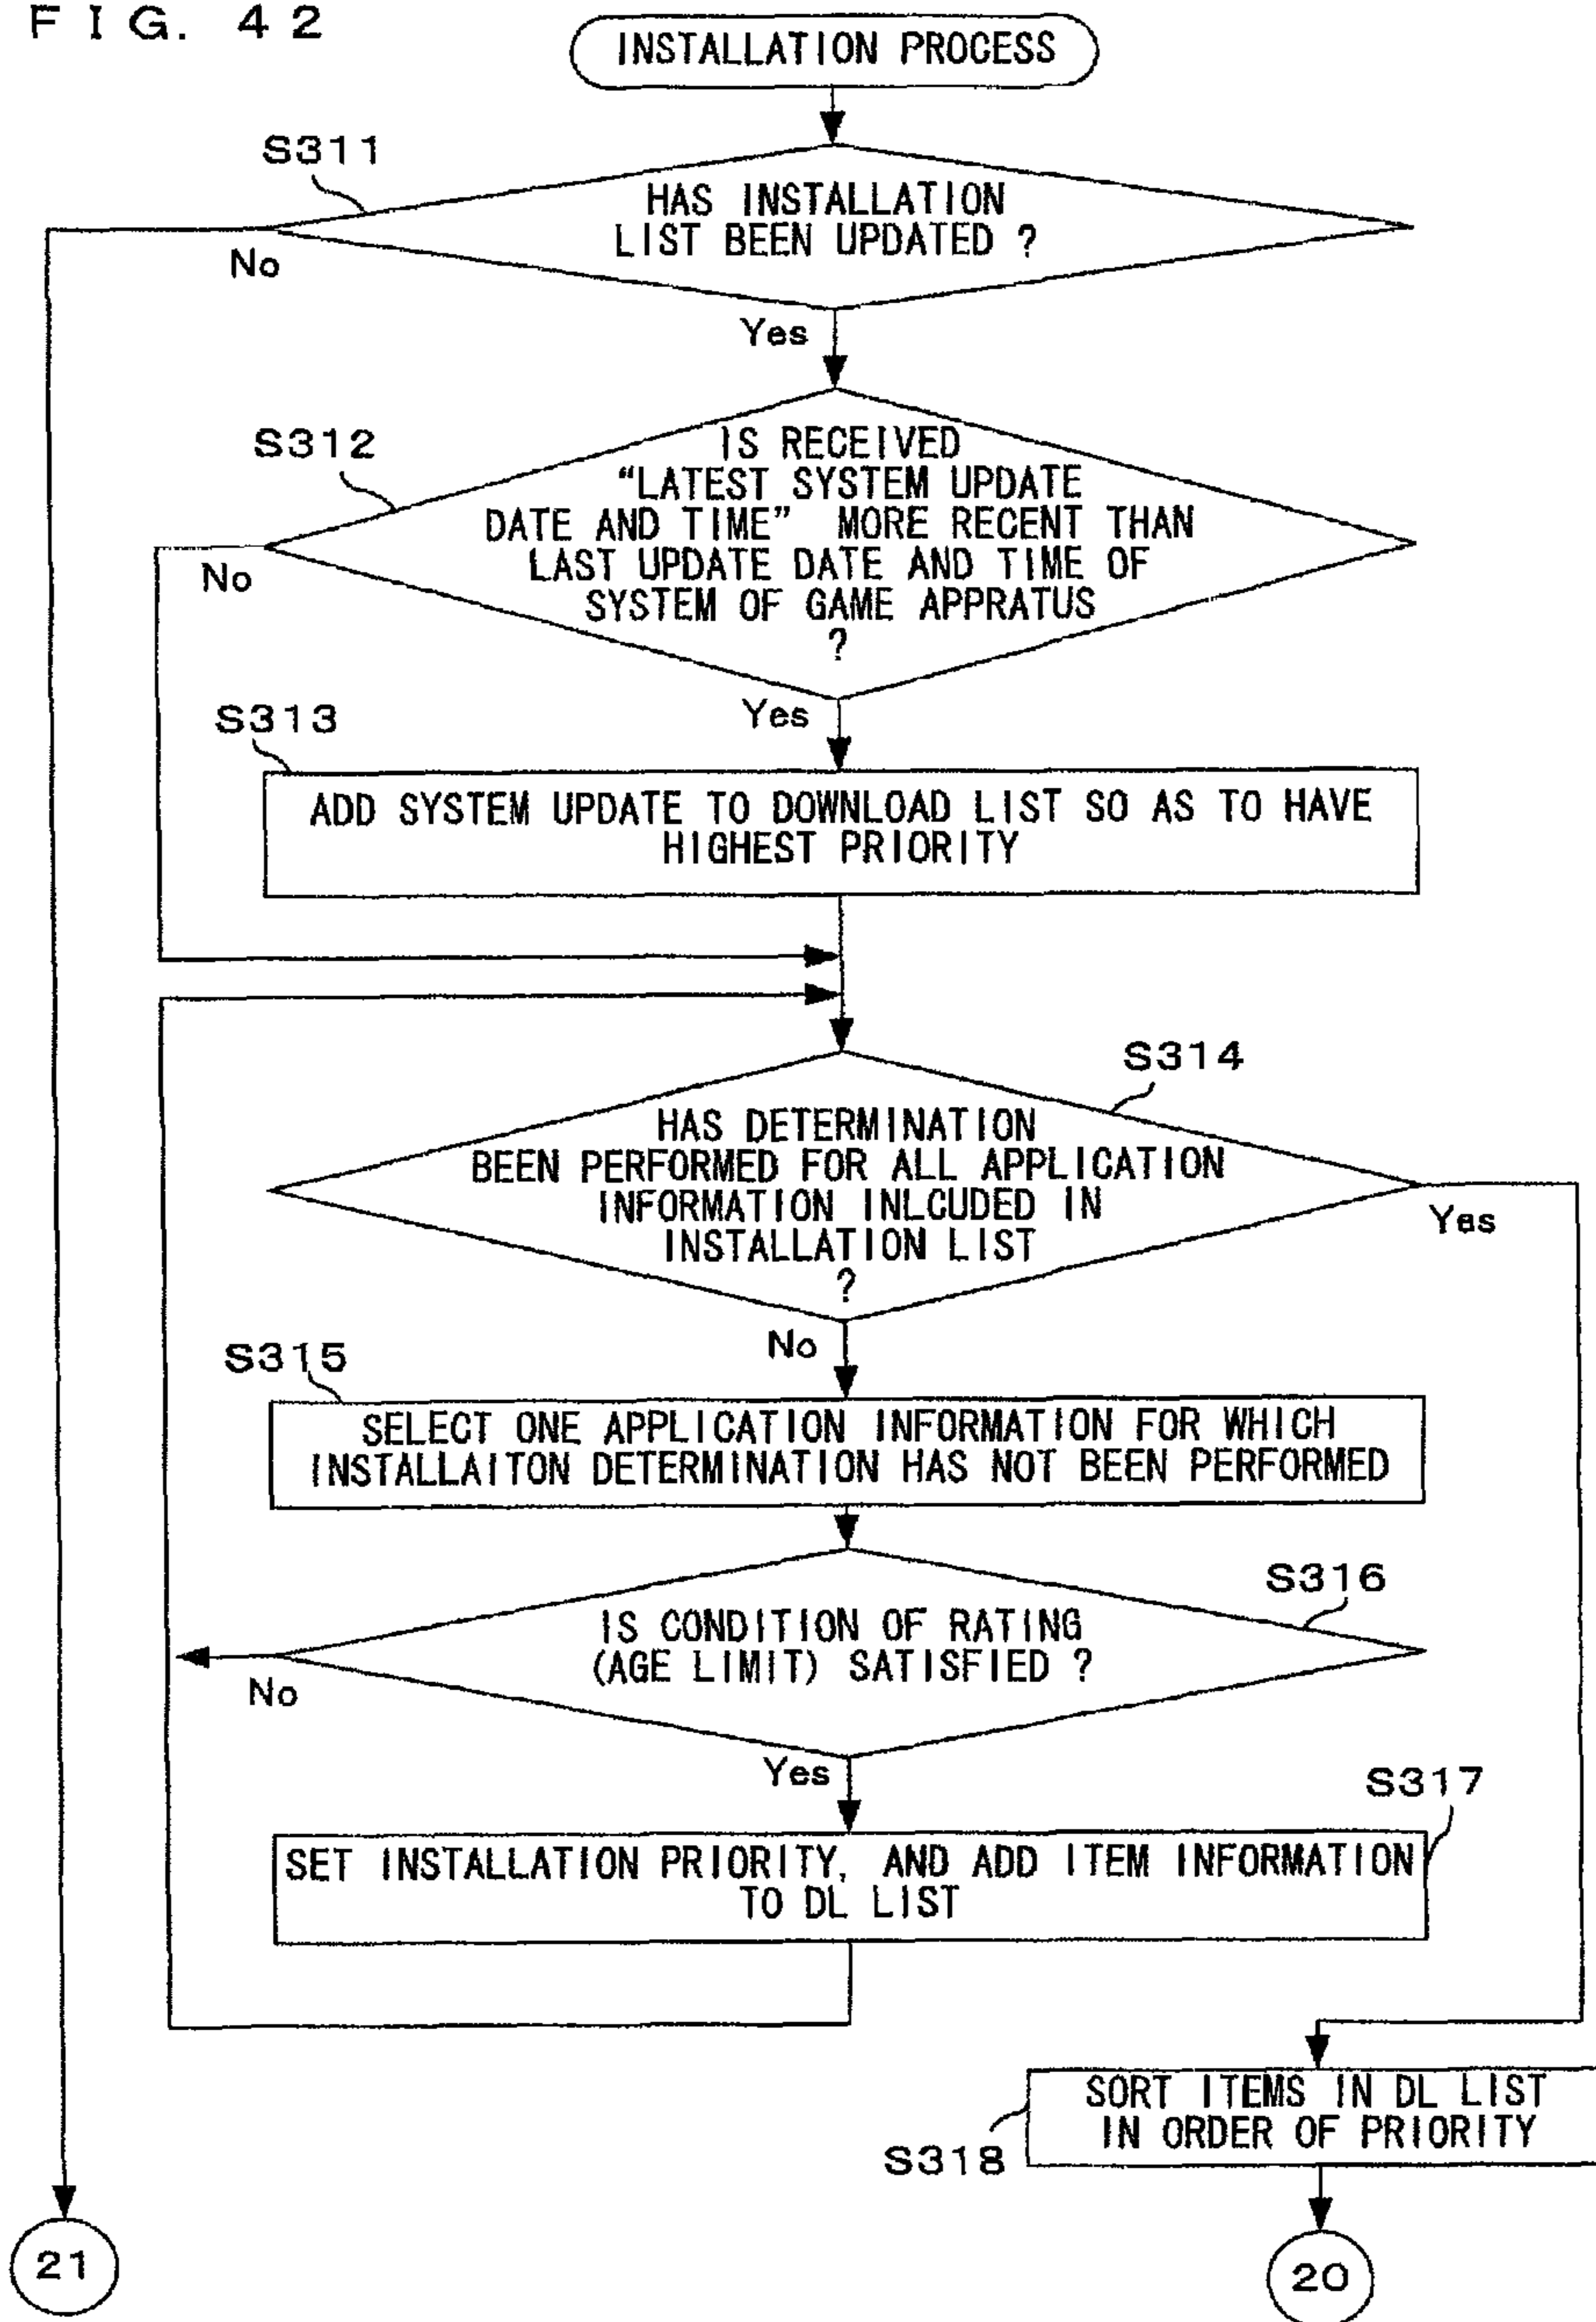 FIG. 42
INSTALLATION PROCESS
S311
HAS INSTALLATION
LIST BEEN UPDATED ?
No
Yes
S312
IS RECEIVED
“LATEST SYSTEM UPDATE
DATE AND TIME” MORE RECENT THAN
LAST UPDATE DATE AND TIME OF
SYSTEM OF GAME APPRATUS
?
No
Yes
S313
ADD SYSTEM UPDATE TO DOWNLOAD LIST SO AS TO HAVE
HIGHEST PRIORITY
S314
HAS DETERMINATION
BEEN PERFORMED FOR ALL APPLICATION
INFORMATION INLCUDED IN
INSTALLATION LIST
?
Yes
No
S315
SELECT ONE APPLICATION INFORMATION FOR WHICH
INSTALLAITON DETERMINATION HAS NOT BEEN PERFORMED
S316
IS CONDITION OF RATING
(AGE LIMIT) SATISFIED ?
No
Yes
S317
SET INSTALLATION PRIORITY, AND ADD ITEM INFORMATION
TO DL LIST
SORT ITEMS IN DL LIST
IN ORDER OF PRIORITY
S318
21
20